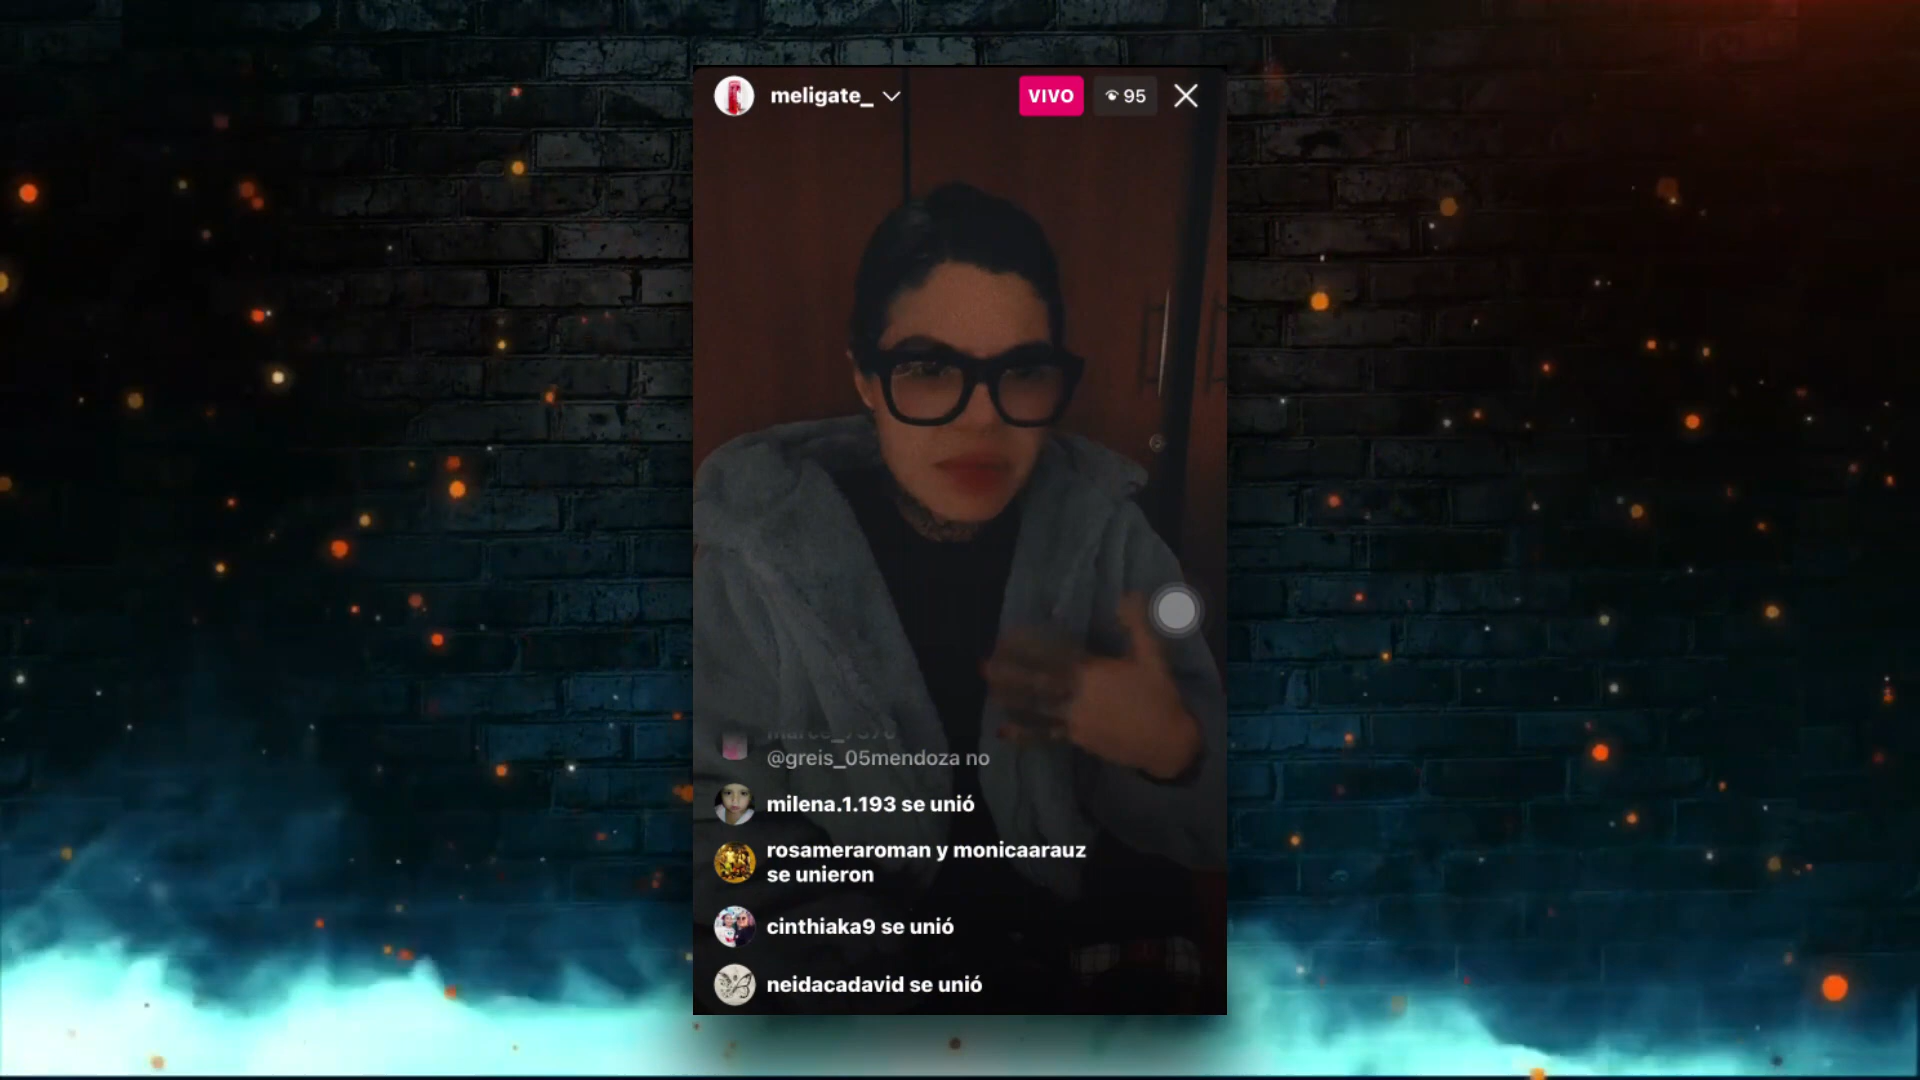 meligate_
VIVO
95
@greis_05mendoza no
milena.1.193 se unió
rosameraroman y monicaarauz
se unieron
cinthiaka9 se unió
neidacadavid se unió